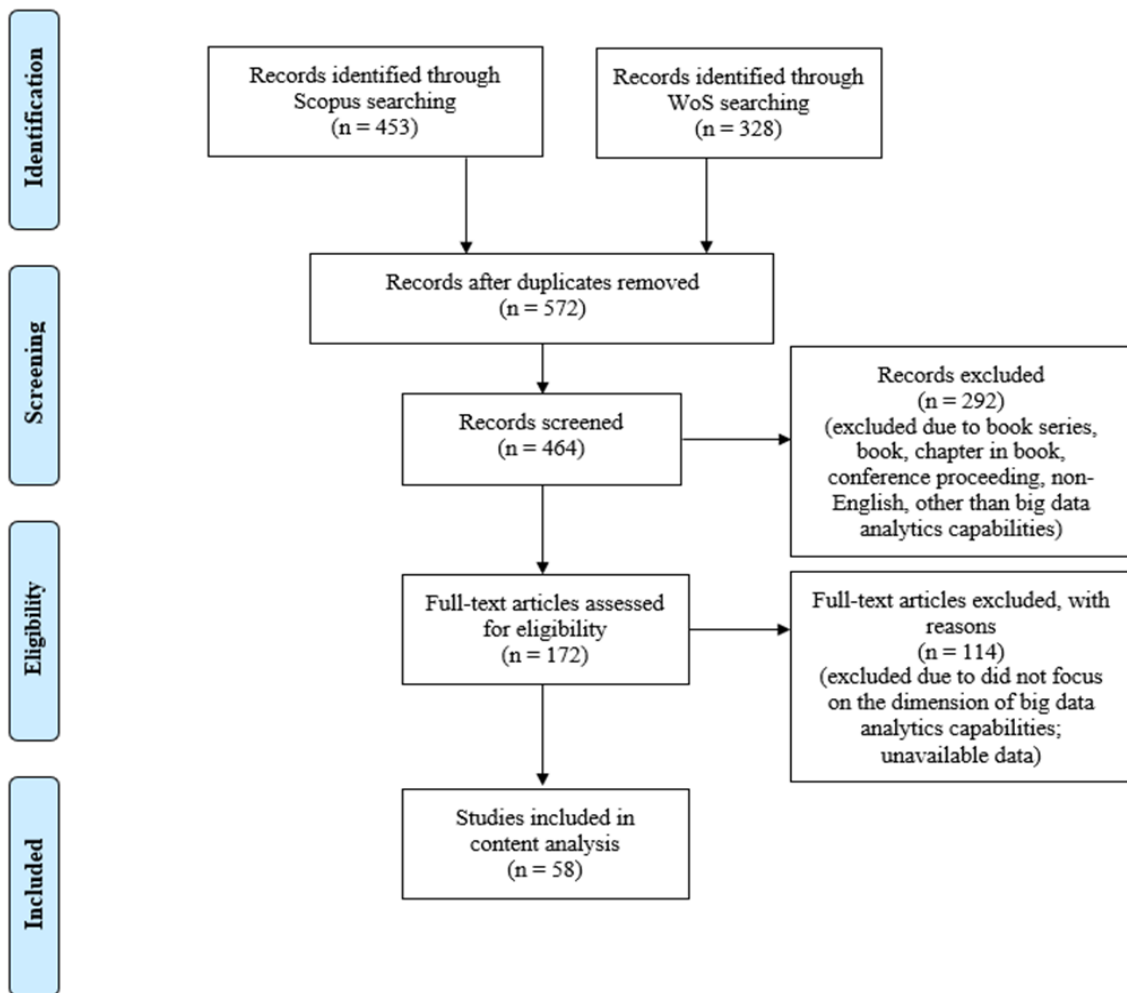 Identification
Records identified through
Scopus searching
(n = 453)
Records identified through
WoS searching
(n = 328)
Records after duplicates removed
(n = 572)
Screening
Records screened
(n = 464)
Records excluded
(n = 292)
(excluded due to book series,
book, chapter in book,
conference proceeding, non-
English, other than big data
analytics capabilities)
Eligibility
Full-text articles assessed
for eligibility
(n = 172)
Full-text articles excluded, with
reasons
(n = 114)
(excluded due to did not focus
on the dimension of big data
analytics capabilities;
unavailable data)
Included
Studies included in
content analysis
(n = 58)